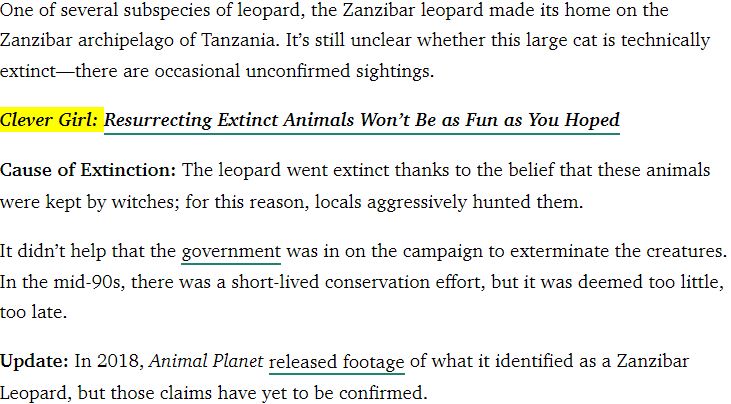 One of several subspecies of leopard, the Zanzibar leopard made its home on the
Zanzibar archipelago of Tanzania. It’s still unclear whether this large cat is technically
extinct—there are occasional unconfirmed sightings.
Clever Girl: Resurrecting Extinct Animals Won’t Be as Fun as You Hoped
Cause of Extinction: The leopard went extinct thanks to the belief that these animals
were kept by witches; for this reason, locals aggressively hunted them.
It didn’t help that the government was in on the campaign to exterminate the creatures.
In the mid-90s, there was a short-lived conservation effort, but it was deemed too little,
too late.
Update: In 2018, Animal Planet released footage of what it identified as a Zanzibar
Leopard, but those claims have yet to be confirmed.